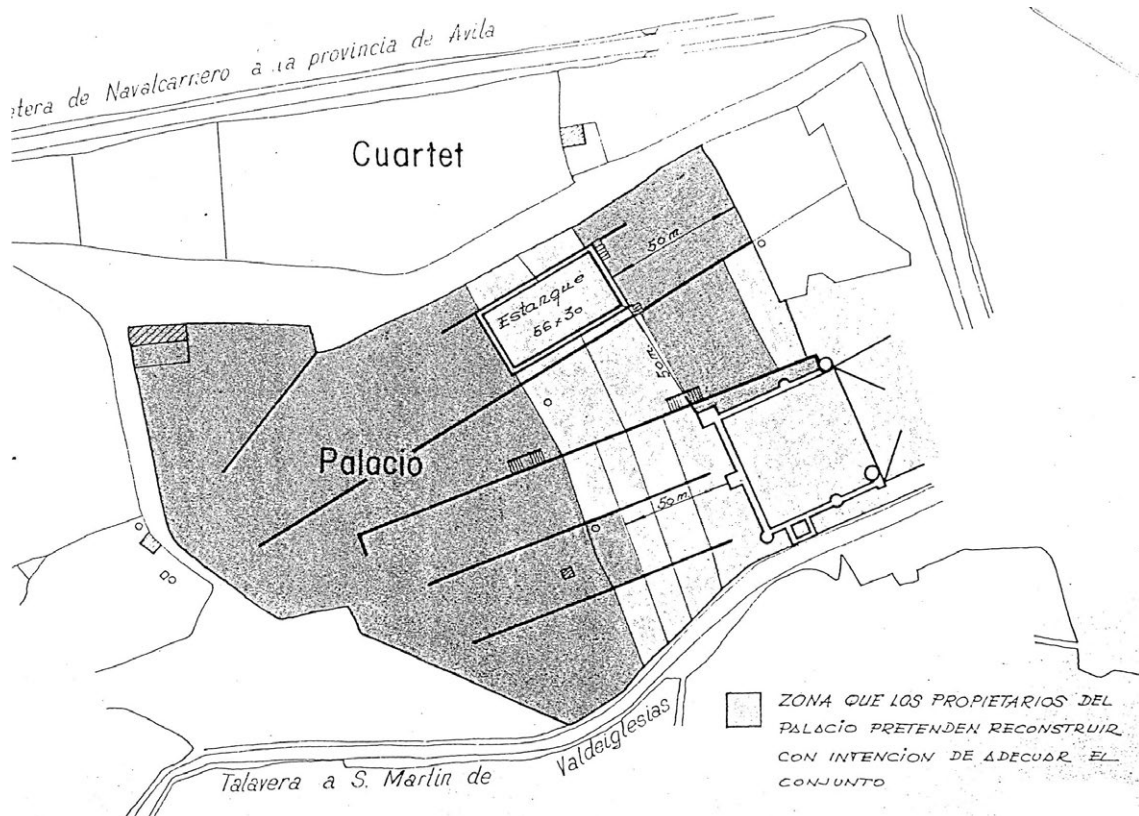 etera de Navalcarnero a la provincia de Avila
Cuartet
50 m.
Estanque
56 x 30
50 m.
Palacio
50 m.
ZONA QUE LOS PROPIETARIOS DEL
PALACIO PRETENDEN RECONSTRUIR
CON INTENCION DE ADECUAR EL
CONJUNTO
Talavera a S. Martin de Valdeiglesias